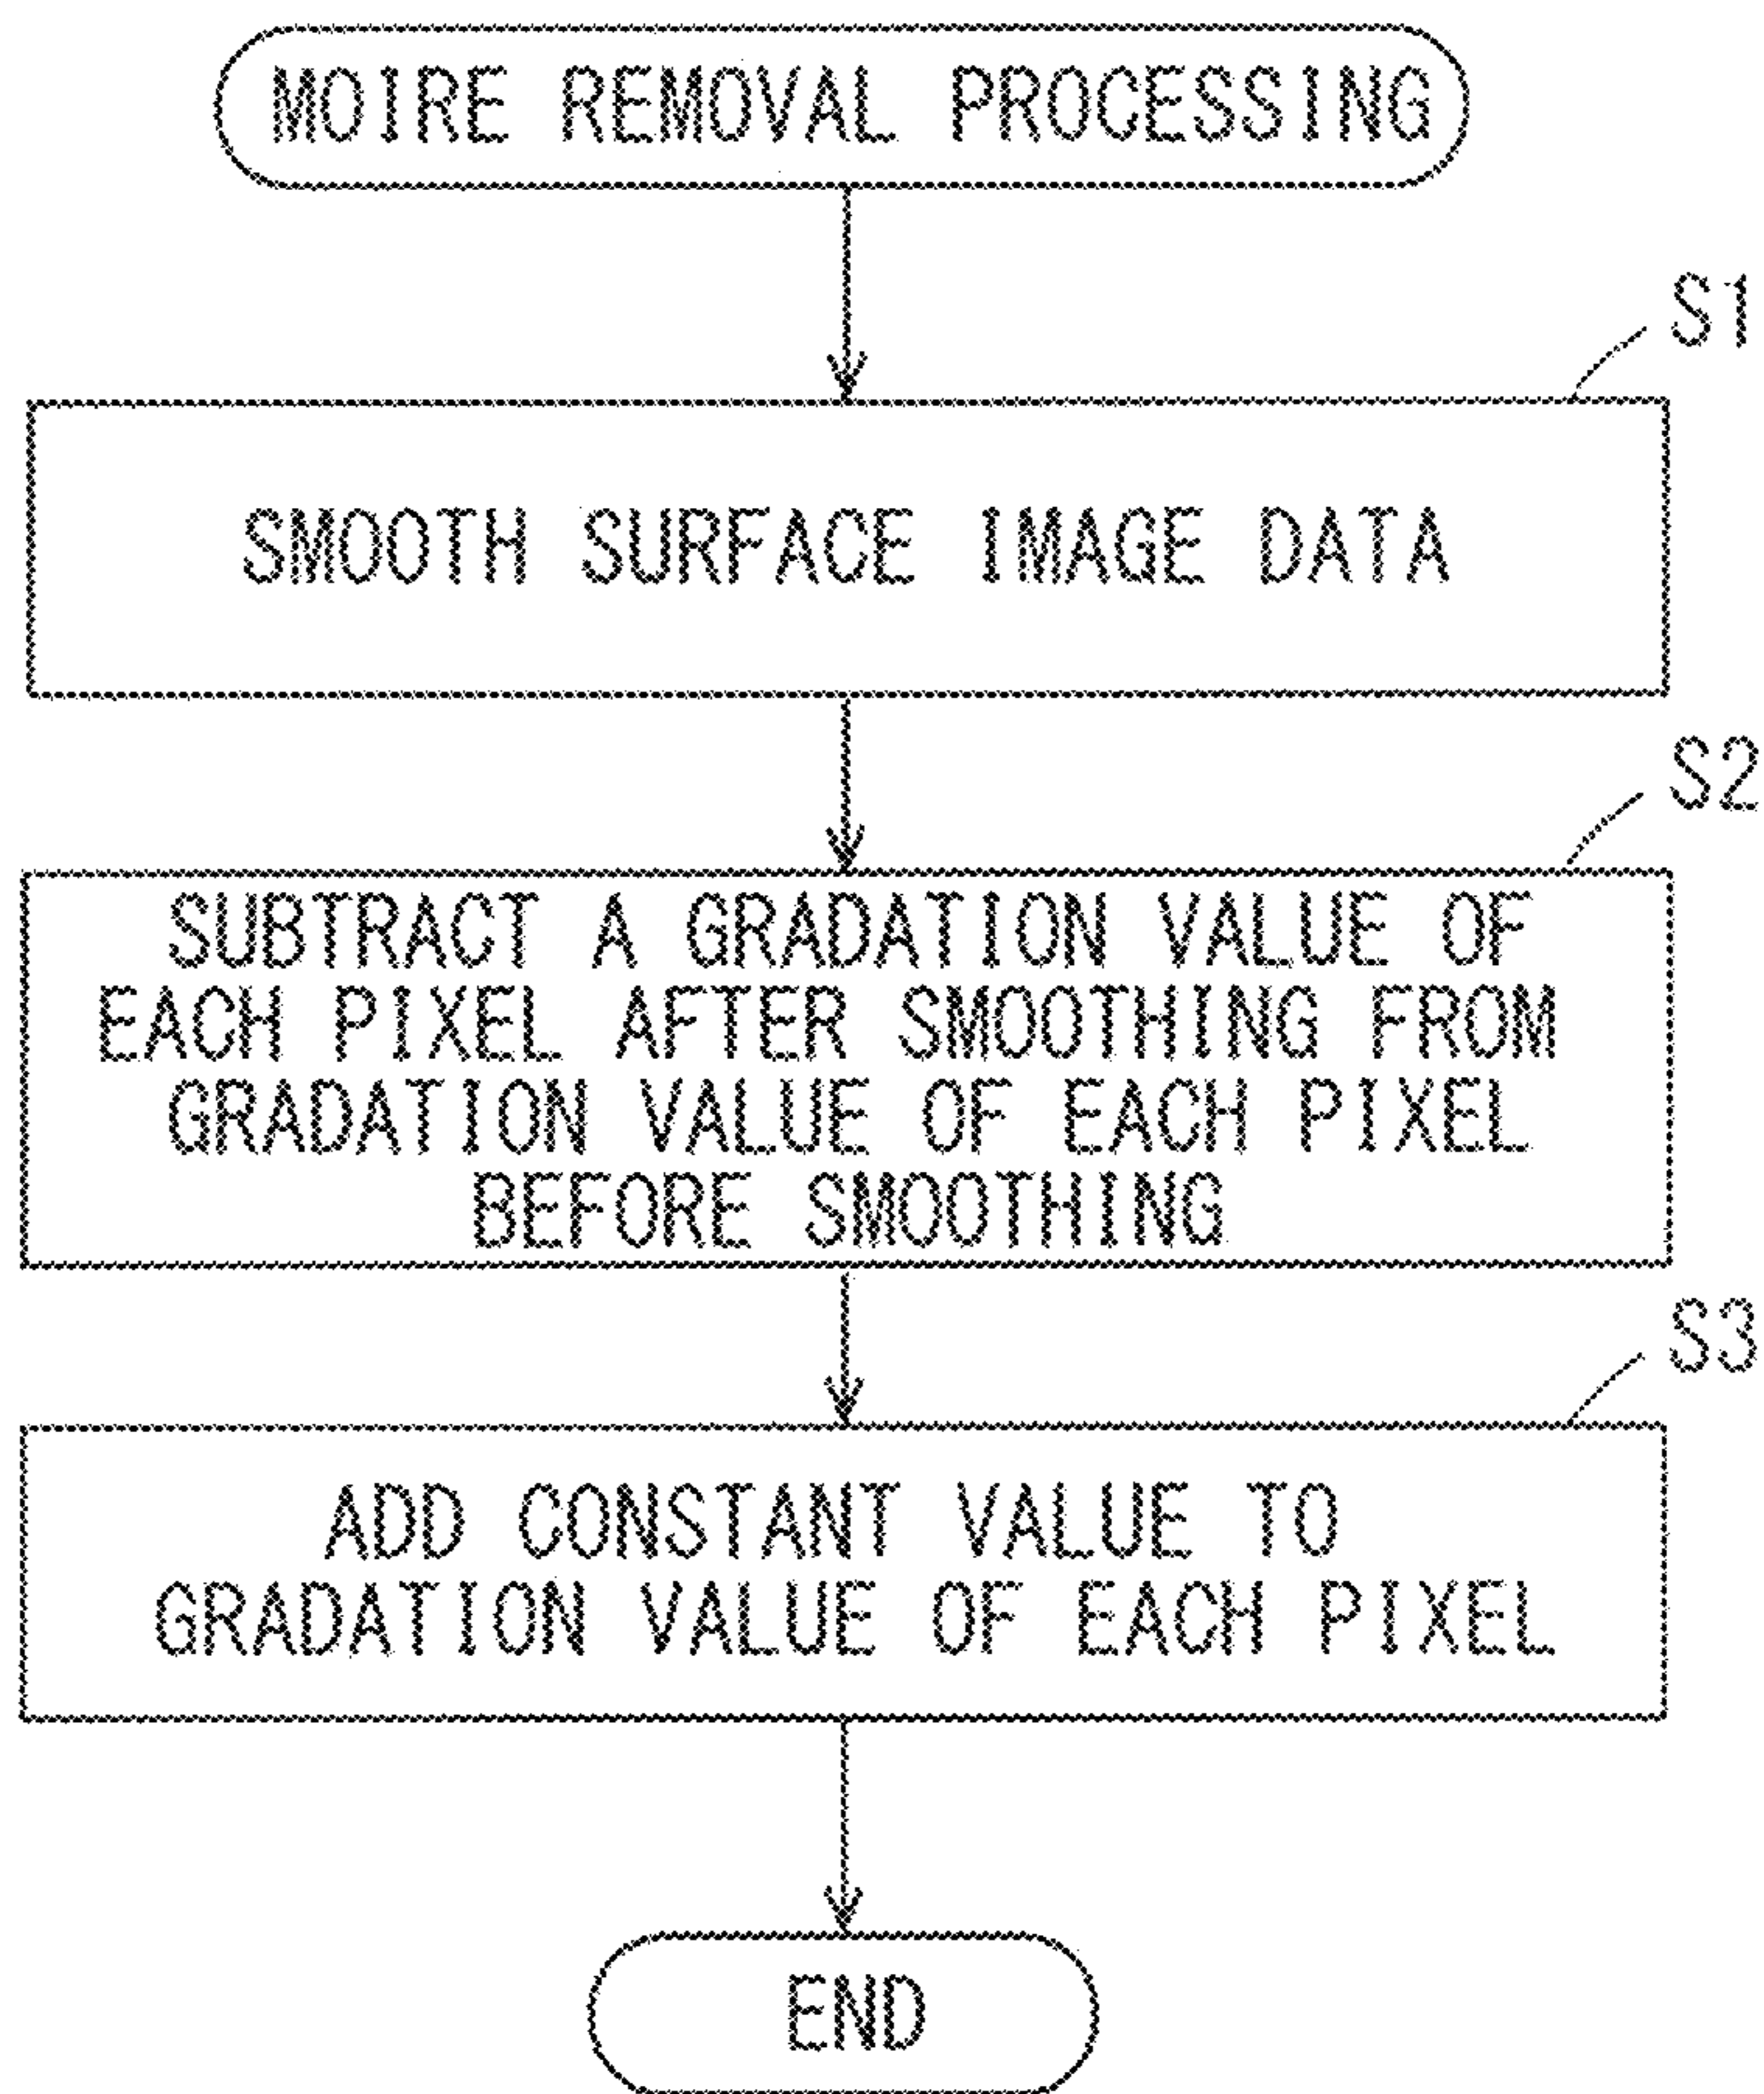 MOIRE REMOVAL PROCESSING
S1
SMOOTH SURFACE IMAGE DATA
S2
SUBTRACT A GRADATION VALUE OF
EACH PIXEL AFTER SMOOTHING FROM
GRADATION VALUE OF EACH PIXEL
BEFORE SMOOTHING
S3
ADD CONSTANT VALUE TO
GRADATION VALUE OF EACH PIXEL
END